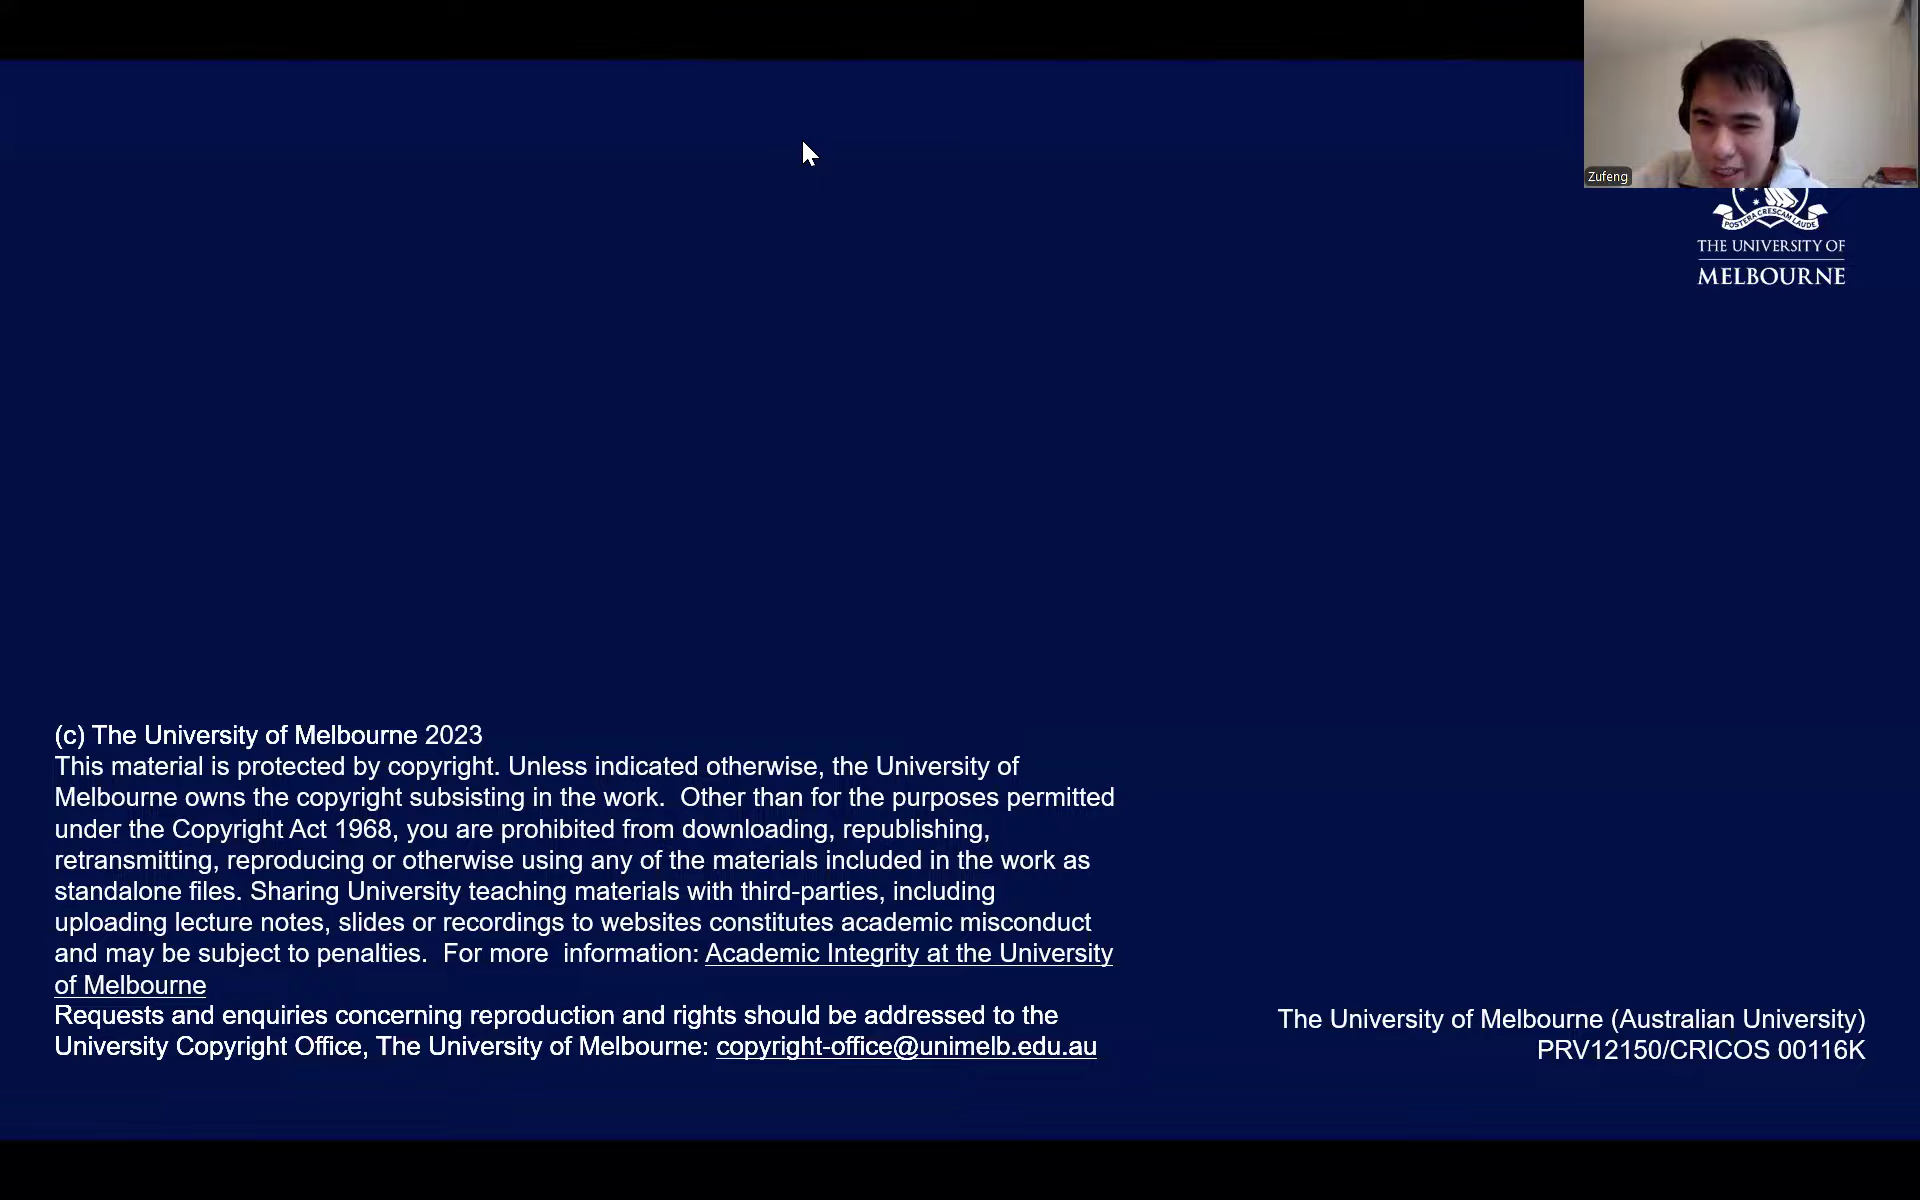 Zufeng
POSTERA CRESCAM LAUDE
THE UNIVERSITY OF
MELBOURNE
(c) The University of Melbourne 2023
This material is protected by copyright. Unless indicated otherwise, the University of
Melbourne owns the copyright subsisting in the work.  Other than for the purposes permitted
under the Copyright Act 1968, you are prohibited from downloading, republishing,
retransmitting, reproducing or otherwise using any of the materials included in the work as
standalone files. Sharing University teaching materials with third-parties, including
uploading lecture notes, slides or recordings to websites constitutes academic misconduct
and may be subject to penalties.  For more  information: Academic Integrity at the University
of Melbourne
Requests and enquiries concerning reproduction and rights should be addressed to the
University Copyright Office, The University of Melbourne: copyright-office@unimelb.edu.au
The University of Melbourne (Australian University)
PRV12150/CRICOS 00116K